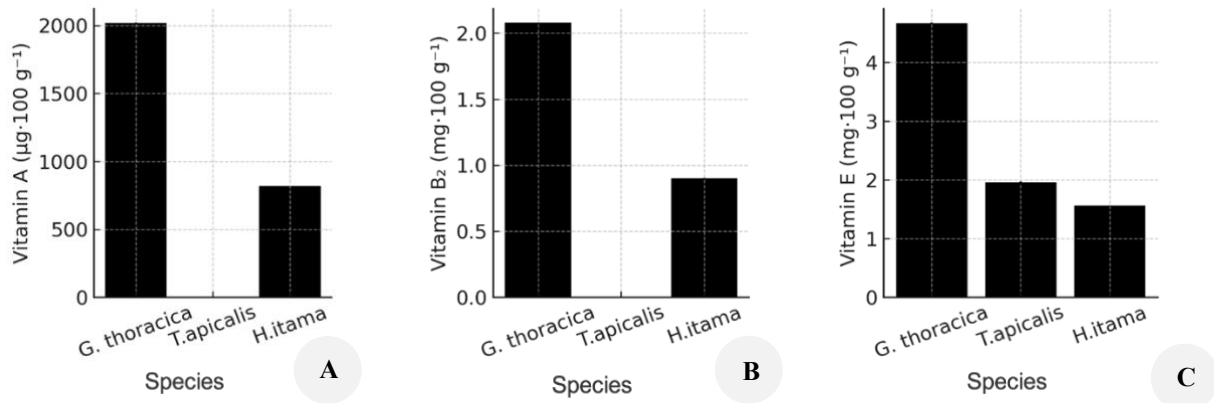 Vitamin A (µg·100 g⁻¹)
2000
1500
1000
500
0
G. thoracica
T.apicalis
H.itama
Species
A
Vitamin B₂ (mg·100 g⁻¹)
2.0
1.5
1.0
0.5
0.0
G. thoracica
T.apicalis
H.itama
Species
B
Vitamin E (mg·100 g⁻¹)
4
3
2
1
0
G. thoracica
T.apicalis
H.itama
Species
C